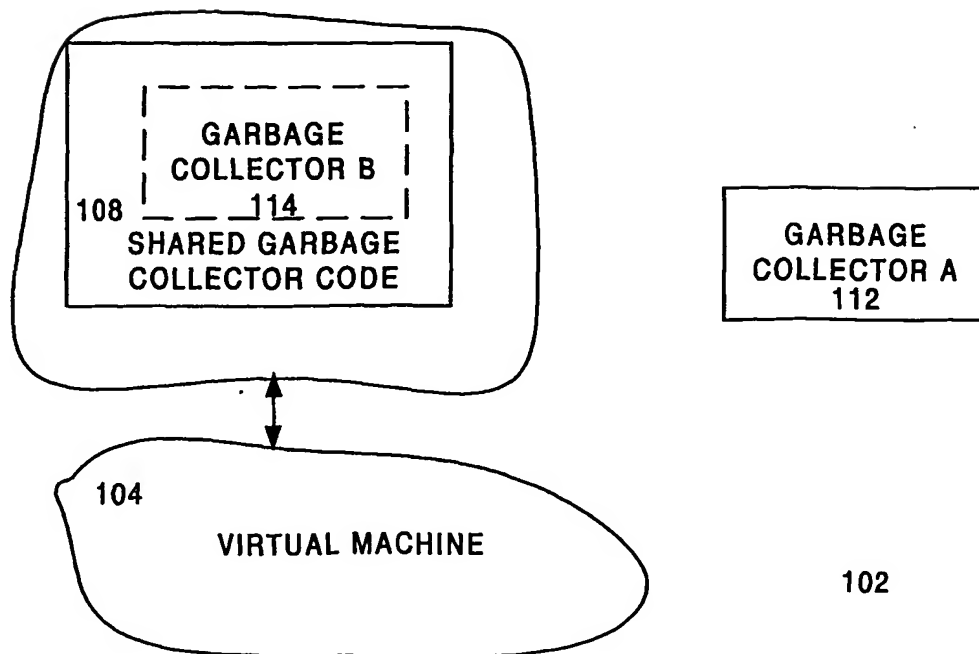 GARBAGE
COLLECTOR B
114
108
SHARED GARBAGE
COLLECTOR CODE
GARBAGE
COLLECTOR A
112
104
VIRTUAL MACHINE
102